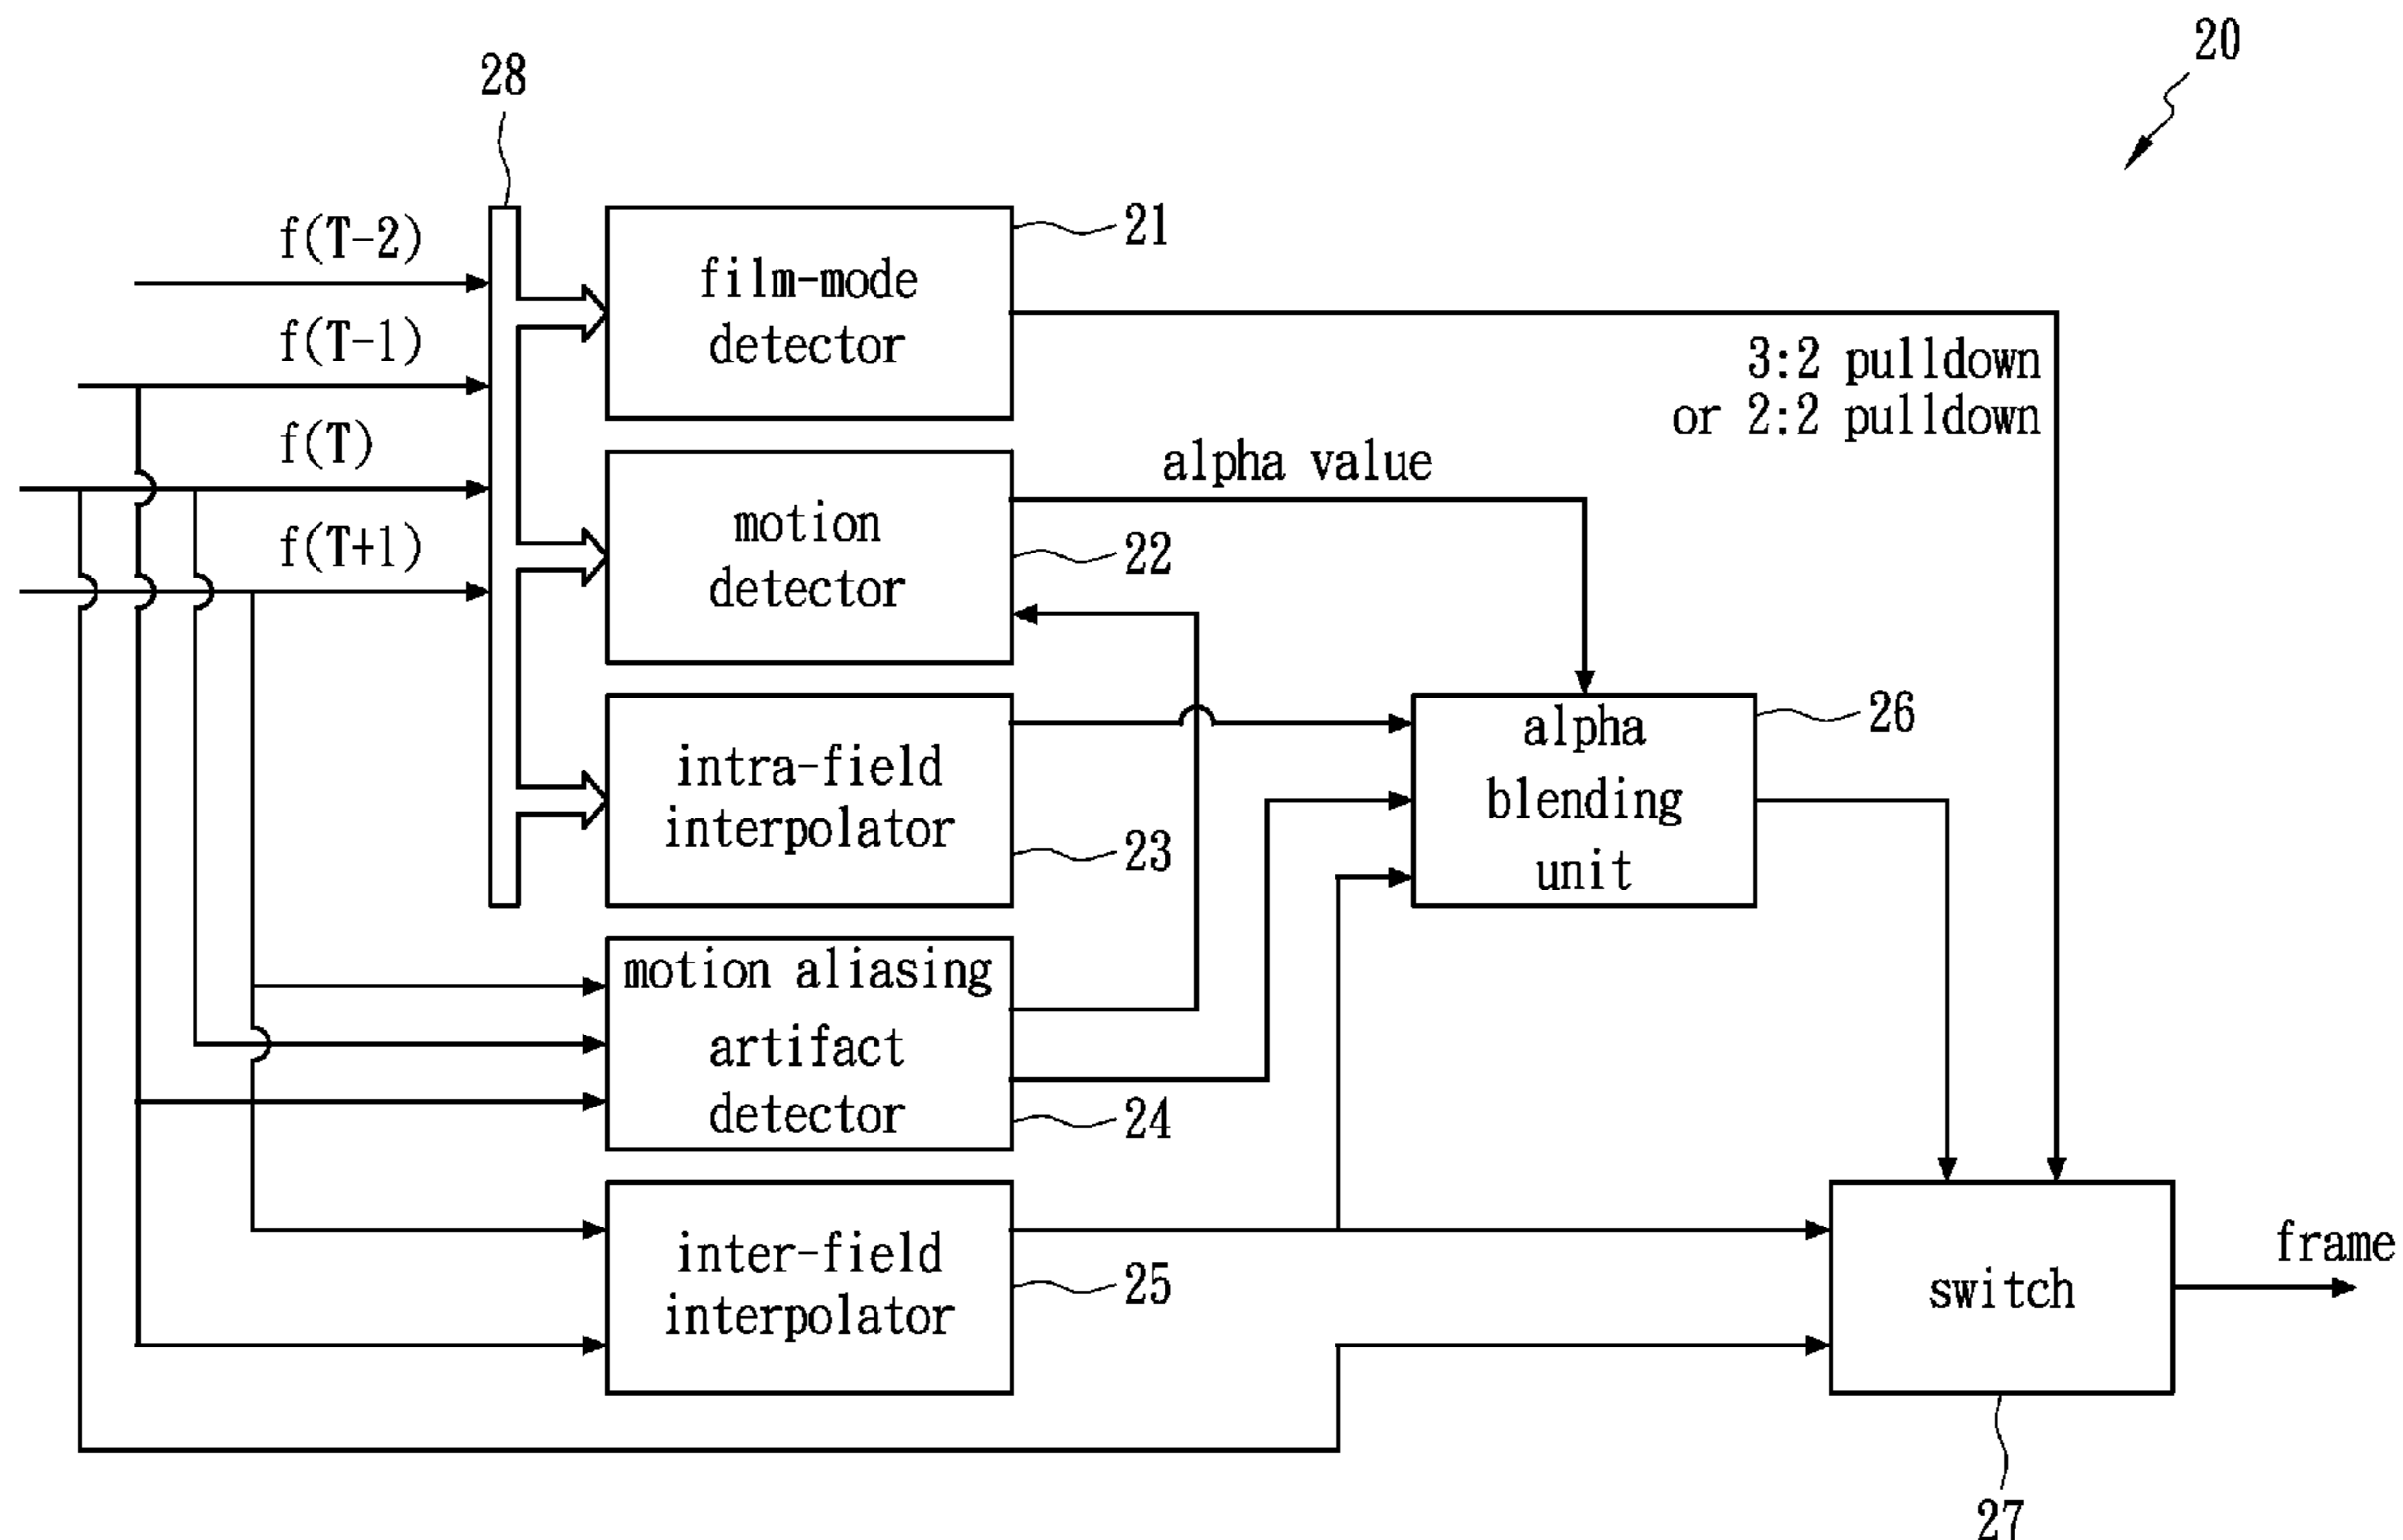 20
28
f(T-2)
f(T-1)
f(T)
f(T+1)
film-mode
detector
21
3:2 pulldown
or 2:2 pulldown
alpha value
motion
detector
22
intra-field
interpolator
23
alpha
blending
unit
26
motion aliasing
artifact
detector
24
inter-field
interpolator
25
switch
frame
27